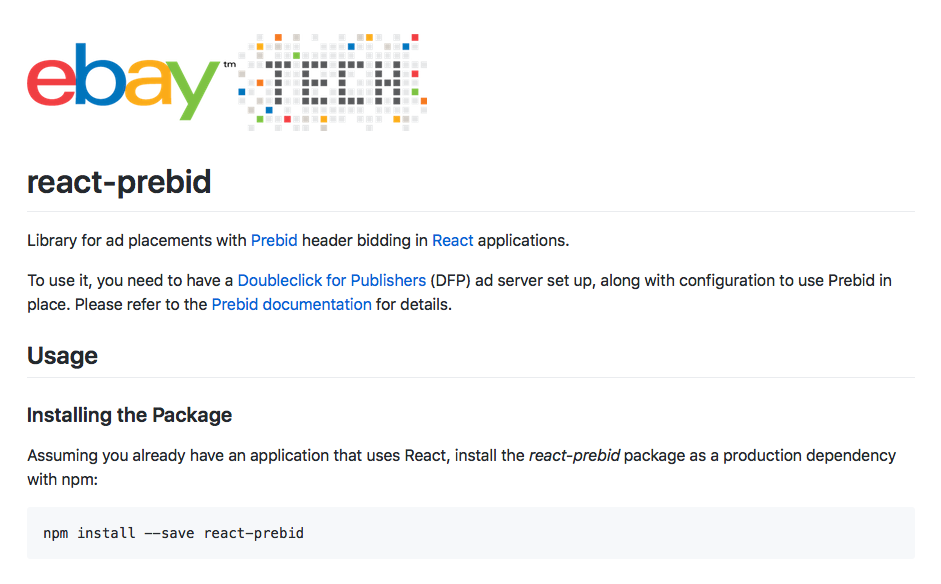 ebay™ TECH
react-prebid
Library for ad placements with Prebid header bidding in React applications.
To use it, you need to have a Doubleclick for Publishers (DFP) ad server set up, along with configuration to use Prebid in
place. Please refer to the Prebid documentation for details.
Usage
Installing the Package
Assuming you already have an application that uses React, install the react-prebid package as a production dependency
with npm:
npm install --save react-prebid